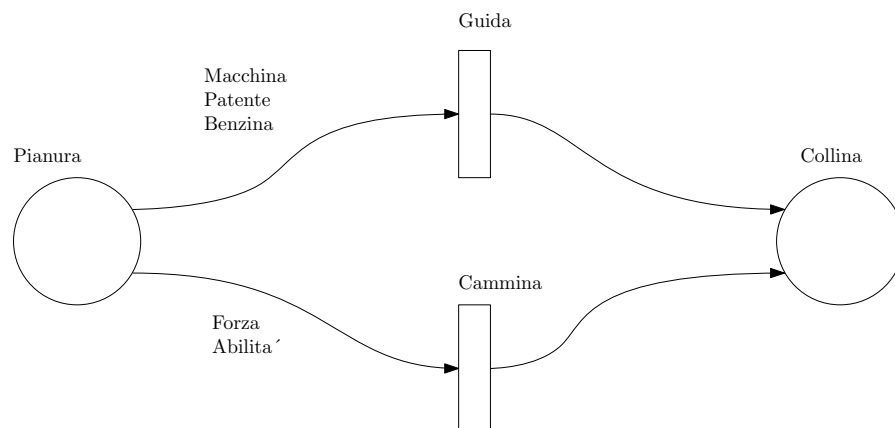 Guida
Macchina
Patente
Benzina
Pianura
Collina
Cammina
Forza
Abilita´